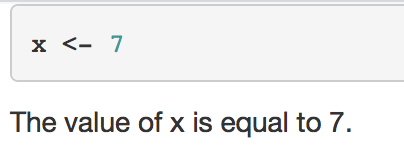 x <- 7
The value of x is equal to 7.